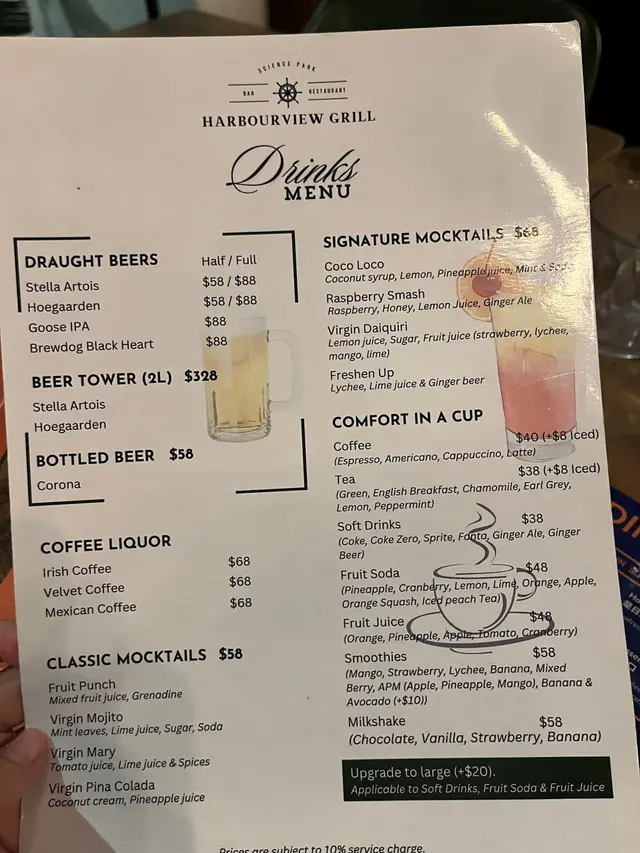 SCIENCE PARK
BAR RESTAURANT
HARBOURVIEW GRILL
Drinks
MENU
DRAUGHT BEERS Half / Full
Stella Artois $58 / $88
Hoegaarden $58 / $88
Goose IPA $88
Brewdog Black Heart $88
BEER TOWER (2L) $328
Stella Artois
Hoegaarden
BOTTLED BEER $58
Corona
COFFEE LIQUOR
Irish Coffee $68
Velvet Coffee $68
Mexican Coffee $68
CLASSIC MOCKTAILS $58
Fruit Punch
Mixed fruit juice, Grenadine
Virgin Mojito
Mint leaves, Lime juice, Sugar, Soda
Virgin Mary
Tomato juice, Lime juice & Spices
Virgin Pina Colada
Coconut cream, Pineapple juice
SIGNATURE MOCKTAILS $68
Coco Loco
Coconut syrup, Lemon, Pineapple juice, Mint & Soda
Raspberry Smash
Raspberry, Honey, Lemon Juice, Ginger Ale
Virgin Daiquiri
Lemon juice, Sugar, Fruit juice (strawberry, lychee,
mango, lime)
Freshen Up
Lychee, Lime juice & Ginger beer
COMFORT IN A CUP
Coffee $40 (+$8 Iced)
(Espresso, Americano, Cappuccino, Latte)
Tea $38 (+$8 Iced)
(Green, English Breakfast, Chamomile, Earl Grey,
Lemon, Peppermint)
Soft Drinks $38
(Coke, Coke Zero, Sprite, Fanta, Ginger Ale, Ginger
Beer)
Fruit Soda $48
(Pineapple, Cranberry, Lemon, Lime, Orange, Apple,
Orange Squash, Iced peach Tea)
Fruit Juice $48
(Orange, Pineapple, Apple, Tomato, Cranberry)
Smoothies $58
(Mango, Strawberry, Lychee, Banana, Mixed
Berry, APM (Apple, Pineapple, Mango), Banana &
Avocado (+$10))
Milkshake $58
(Chocolate, Vanilla, Strawberry, Banana)
Upgrade to large (+$20).
Applicable to Soft Drinks, Fruit Soda & Fruit Juice
Prices are subject to 10% service charge.